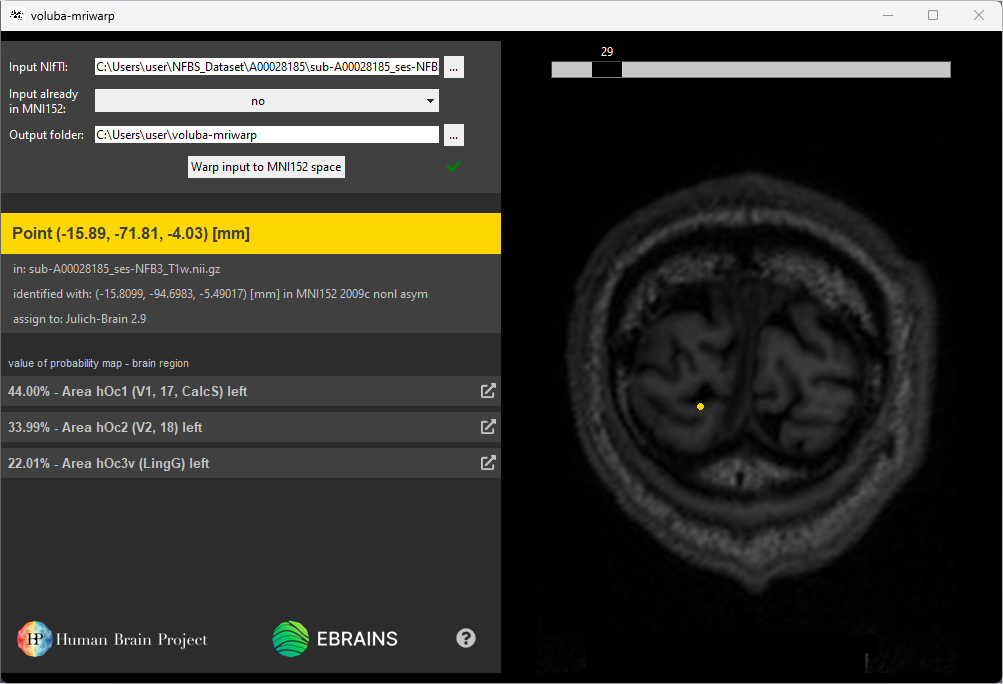 voluba-mriwarp
Input NIfTI:
C:\Users\user\NFBS_Dataset\A00028185\sub-A00028185_ses-NFB
...
Input already
in MNI152:
no
Output folder:
C:\Users\user\voluba-mriwarp
...
Warp input to MNI152 space
Point (-15.89, -71.81, -4.03) [mm]
in: sub-A00028185_ses-NFB3_T1w.nii.gz
identified with: (-15.8099, -94.6983, -5.49017) [mm] in MNI152 2009c nonl asym
assign to: Julich-Brain 2.9
value of probability map - brain region
44.00% - Area hOc1 (V1, 17, CalcS) left
33.99% - Area hOc2 (V2, 18) left
22.01% - Area hOc3v (LingG) left
HP Human Brain Project
EBRAINS
?
29